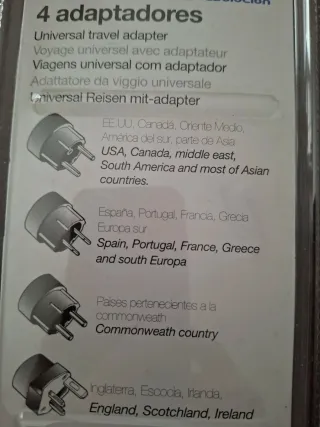 4 adaptadores
Universal travel adapter
Voyage universel avec adaptateur
Viagens universal com adaptador
Adattatore da viggio universale
Universal Reisen mit-adapter
EE.UU, Canadá, Oriente Medio,
América del sur, parte de Asia
USA, Canada, middle east,
South America and most of Asian
countries.
España, Portugal, Francia, Grecia
Europa sur
Spain, Portugal, France, Greece
and south Europa
Paises pertenecientes a la
commonweath
Commonweath country
Inglaterra, Escocia, Irlanda,
England, Scotchland, Ireland